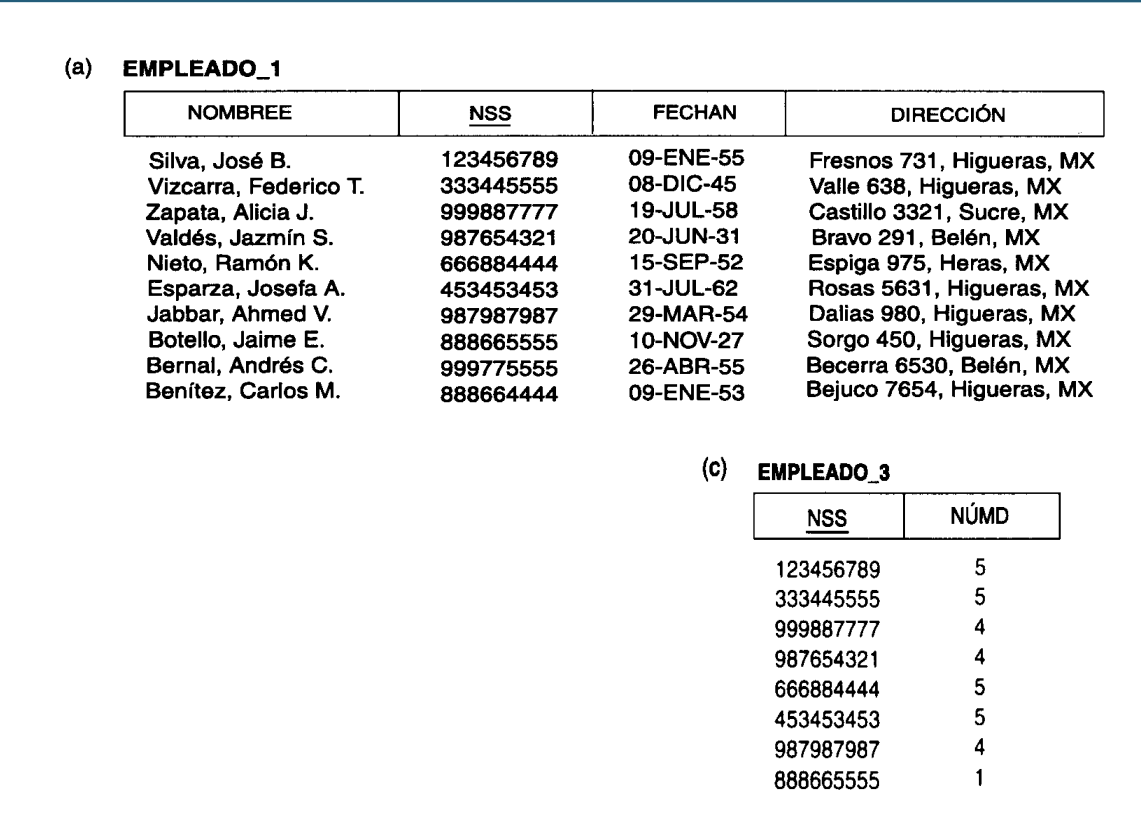 (a) EMPLEADO_1
NOMBREE NSS FECHAN DIRECCIÓN
Silva, José B. 123456789 09-ENE-55 Fresnos 731, Higueras, MX
Vizcarra, Federico T. 333445555 08-DIC-45 Valle 638, Higueras, MX
Zapata, Alicia J. 999887777 19-JUL-58 Castillo 3321, Sucre, MX
Valdés, Jazmín S. 987654321 20-JUN-31 Bravo 291, Belén, MX
Nieto, Ramón K. 666884444 15-SEP-52 Espiga 975, Heras, MX
Esparza, Josefa A. 453453453 31-JUL-62 Rosas 5631, Higueras, MX
Jabbar, Ahmed V. 987987987 29-MAR-54 Dalias 980, Higueras, MX
Botello, Jaime E. 888665555 10-NOV-27 Sorgo 450, Higueras, MX
Bernal, Andrés C. 999775555 26-ABR-55 Becerra 6530, Belén, MX
Benítez, Carlos M. 888664444 09-ENE-53 Bejuco 7654, Higueras, MX
(c) EMPLEADO_3
NSS NÚMD
123456789 5
333445555 5
999887777 4
987654321 4
666884444 5
453453453 5
987987987 4
888665555 1